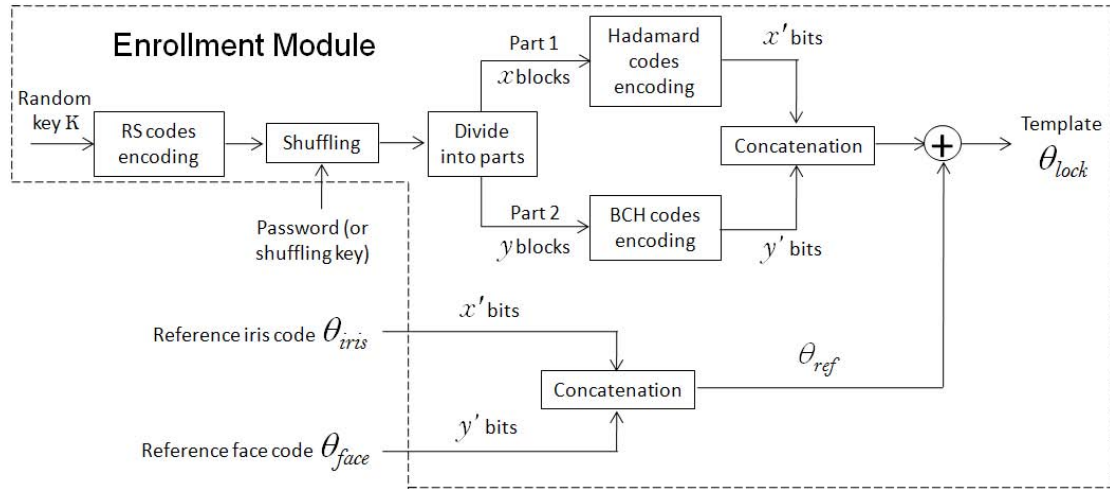 Enrollment Module
Random
key K
RS codes
encoding
Shuffling
Password (or
shuffling key)
Divide
into parts
Part 1
x blocks
Hadamard
codes
encoding
x' bits
Part 2
y blocks
BCH codes
encoding
y' bits
Concatenation
+
Template
θlock
Reference iris code θiris
x' bits
Reference face code θface
y' bits
Concatenation
θref